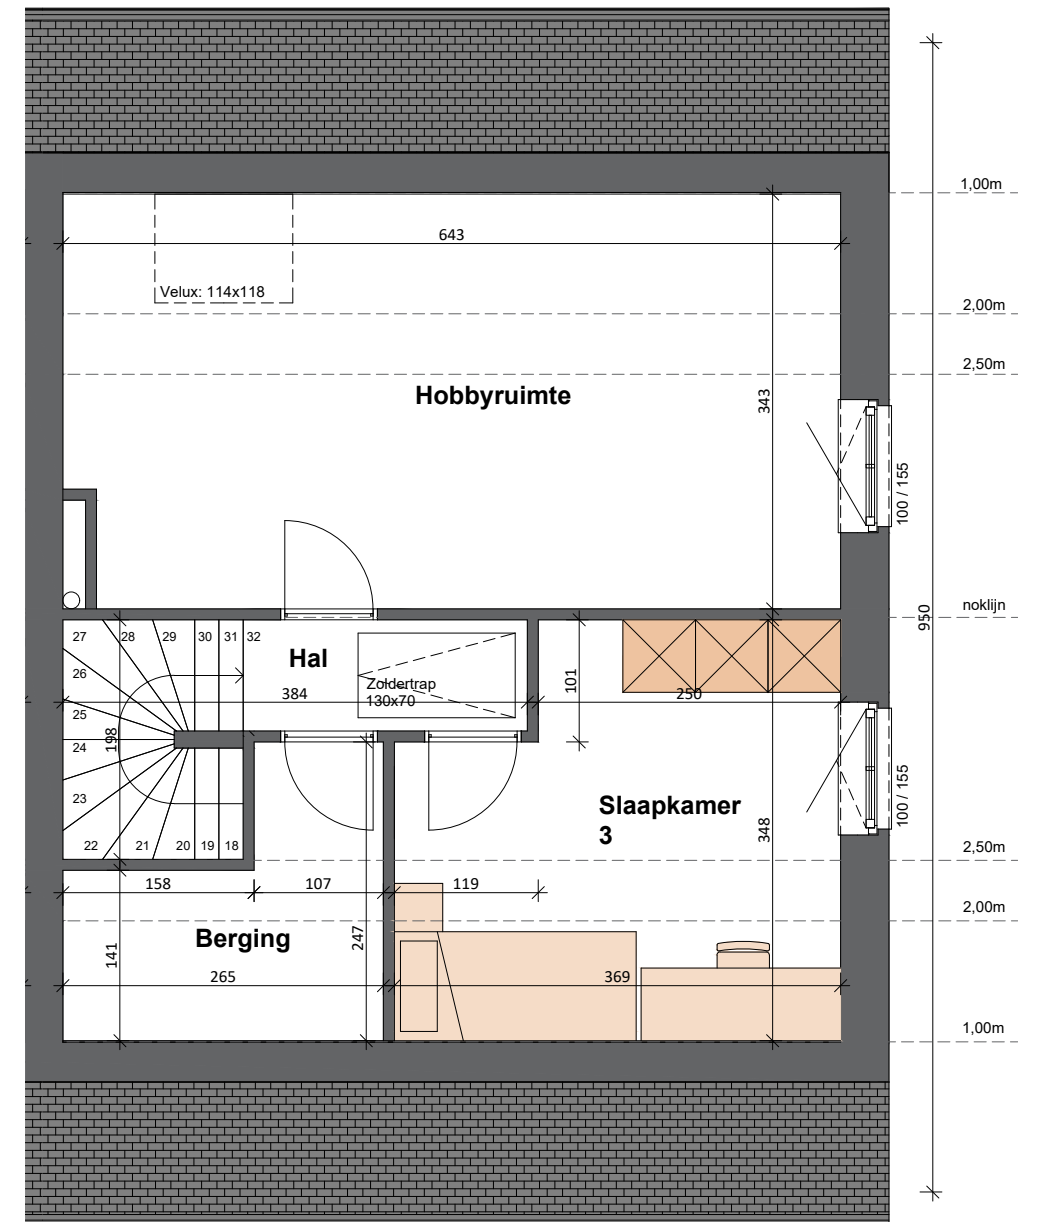 1,00m
643
Velux: 114x118
2,00m
2,50m
Hobbyruimte
343
100 / 155
noklijn
950
27
28
29
30
31
32
Hal
26
Zoldertrap
130x70
101
384
250
25
198
24
23
22
21
20
19
18
Slaapkamer
3
348
100 / 155
2,50m
158
107
119
2,00m
Berging
247
141
265
369
1,00m